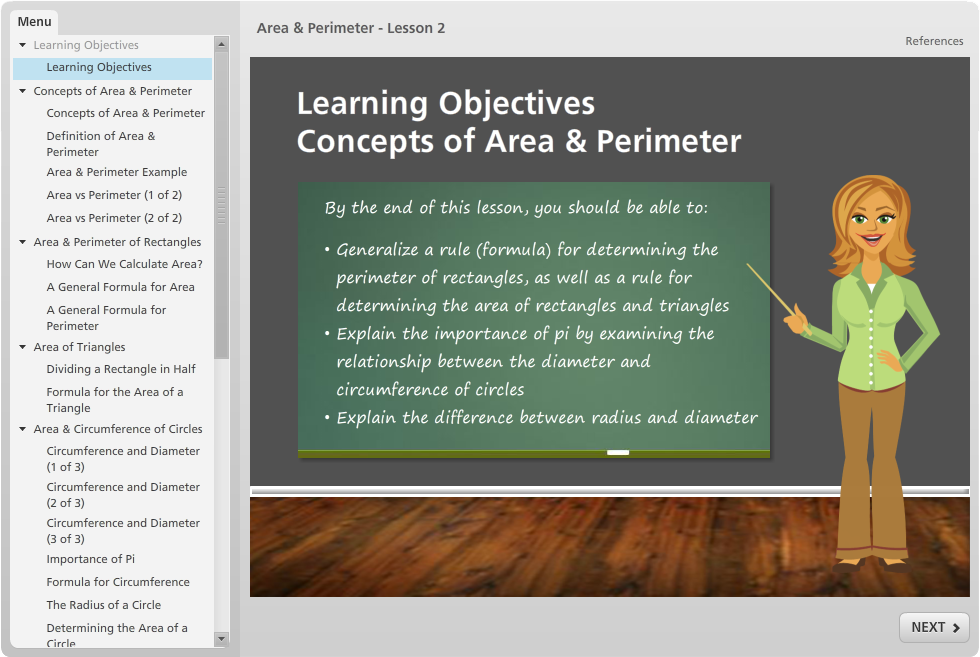 Menu
Learning Objectives
Learning Objectives
Concepts of Area & Perimeter
Concepts of Area & Perimeter
Definition of Area &
Perimeter
Area & Perimeter Example
Area vs Perimeter (1 of 2)
Area vs Perimeter (2 of 2)
Area & Perimeter of Rectangles
How Can We Calculate Area?
A General Formula for Area
A General Formula for
Perimeter
Area of Triangles
Dividing a Rectangle in Half
Formula for the Area of a
Triangle
Area & Circumference of Circles
Circumference and Diameter
(1 of 3)
Circumference and Diameter
(2 of 3)
Circumference and Diameter
(3 of 3)
Importance of Pi
Formula for Circumference
The Radius of a Circle
Determining the Area of a
Circle
Area & Perimeter - Lesson 2
References
Learning Objectives
Concepts of Area & Perimeter
By the end of this lesson, you should be able to:
• Generalize a rule (formula) for determining the
perimeter of rectangles, as well as a rule for
determining the area of rectangles and triangles
• Explain the importance of pi by examining the
relationship between the diameter and
circumference of circles
• Explain the difference between radius and diameter
NEXT